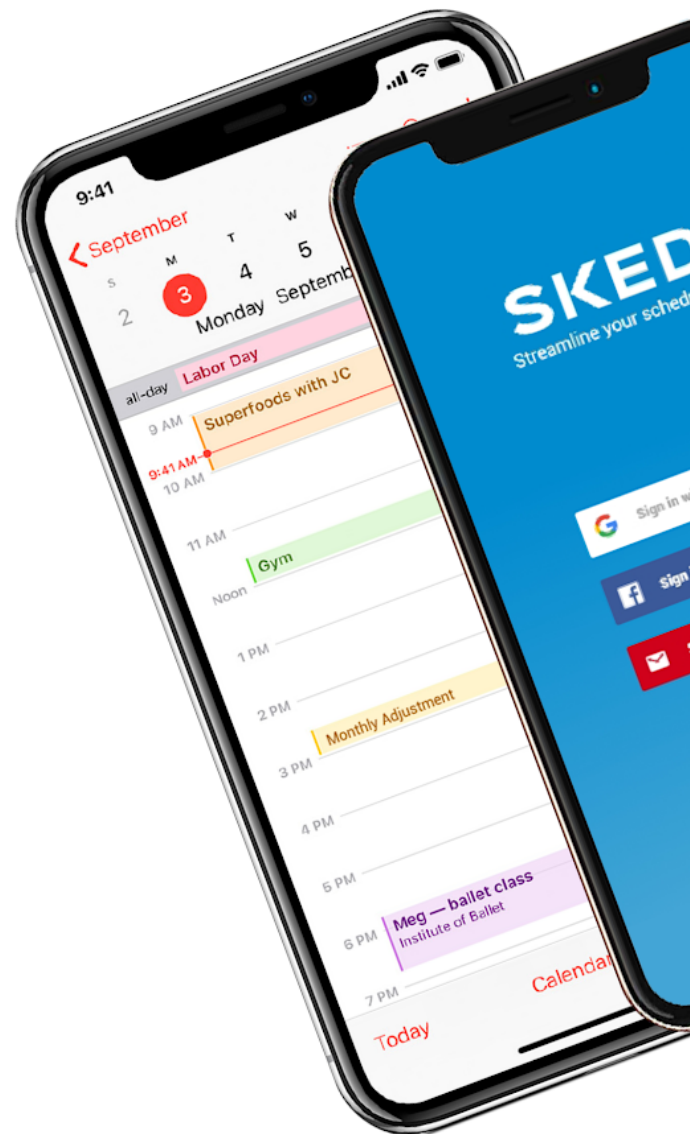 9:41
September
S M T W
2 3 4 5
Monday Septemb
all-day Labor Day
9 AM
Superfoods with JC
9:41 AM
10 AM
11 AM
Gym
Noon
1 PM
2 PM
Monthly Adjustment
3 PM
4 PM
5 PM
Meg — ballet class
Institute of Ballet
6 PM
7 PM
Today Calendar
SKED
Streamline your sched
Sign in w
Sign